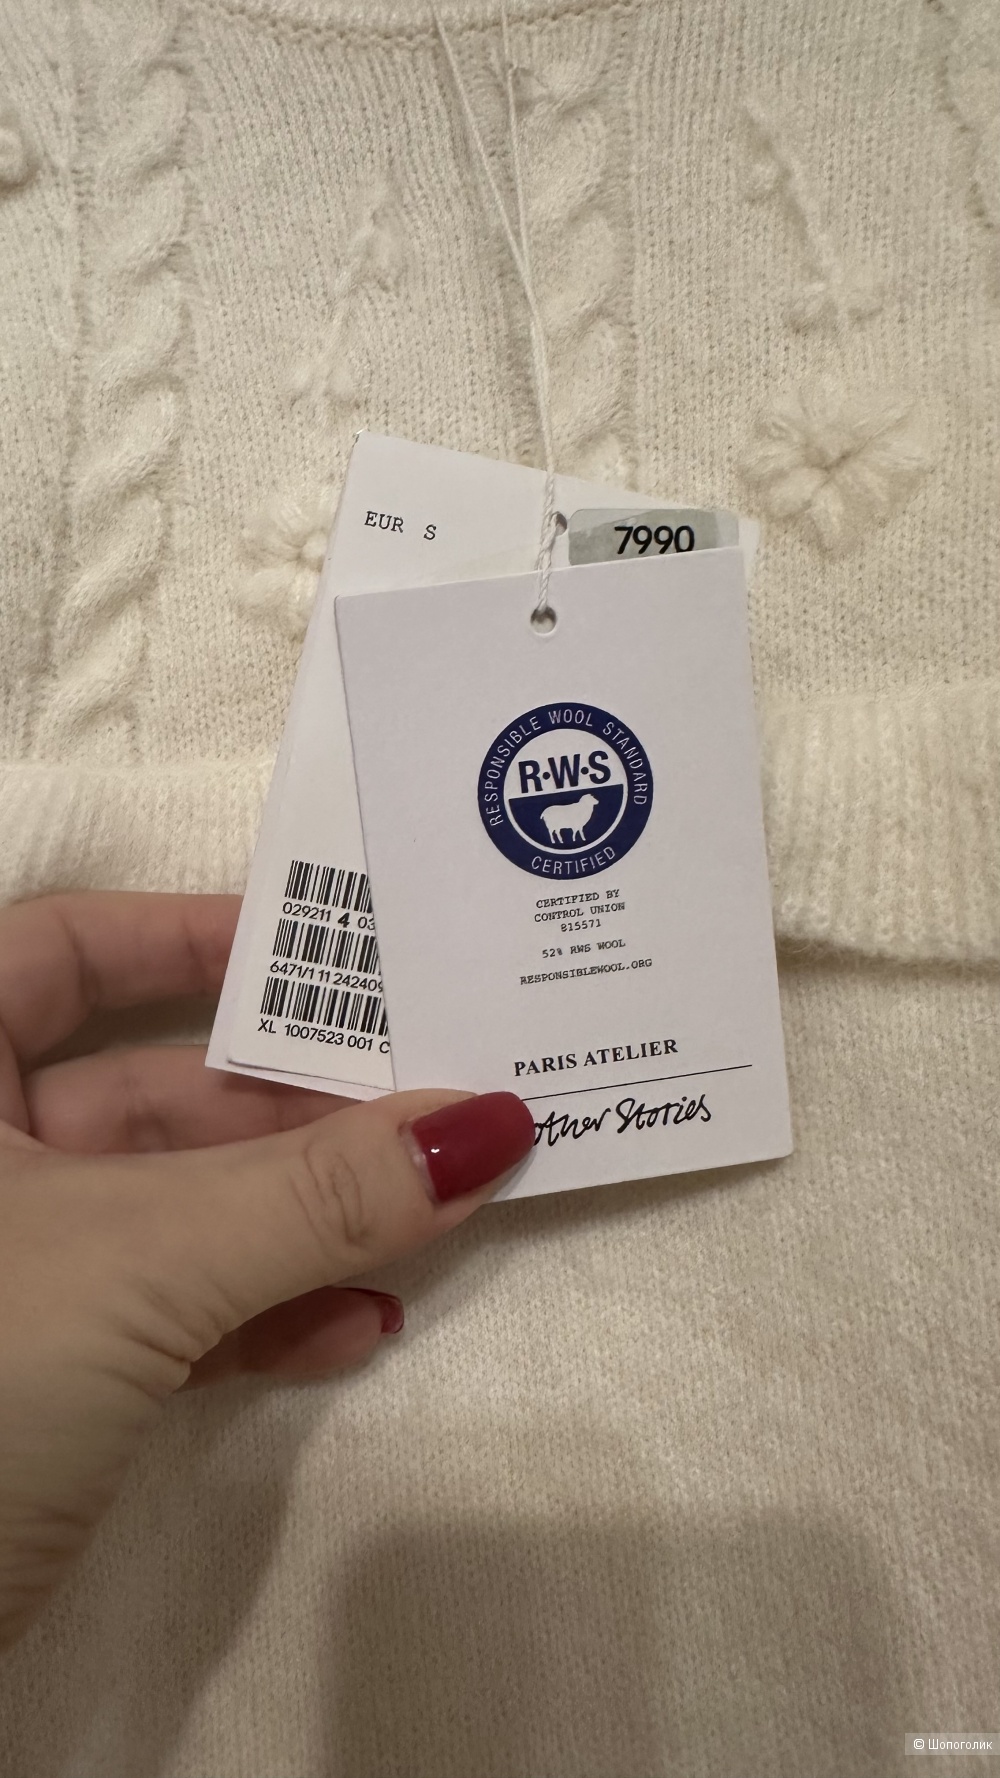 EUR S
7990
RESPONSIBLE WOOL STANDARD
R·W·S
CERTIFIED
CERTIFIED BY
CONTROL UNION
815571
52% RWS WOOL
RESPONSIBLEWOOL.ORG
029211 4 03
6471/1 11 242409
XL 1007523 001 C
PARIS ATELIER
other Stories
© Шопоголик